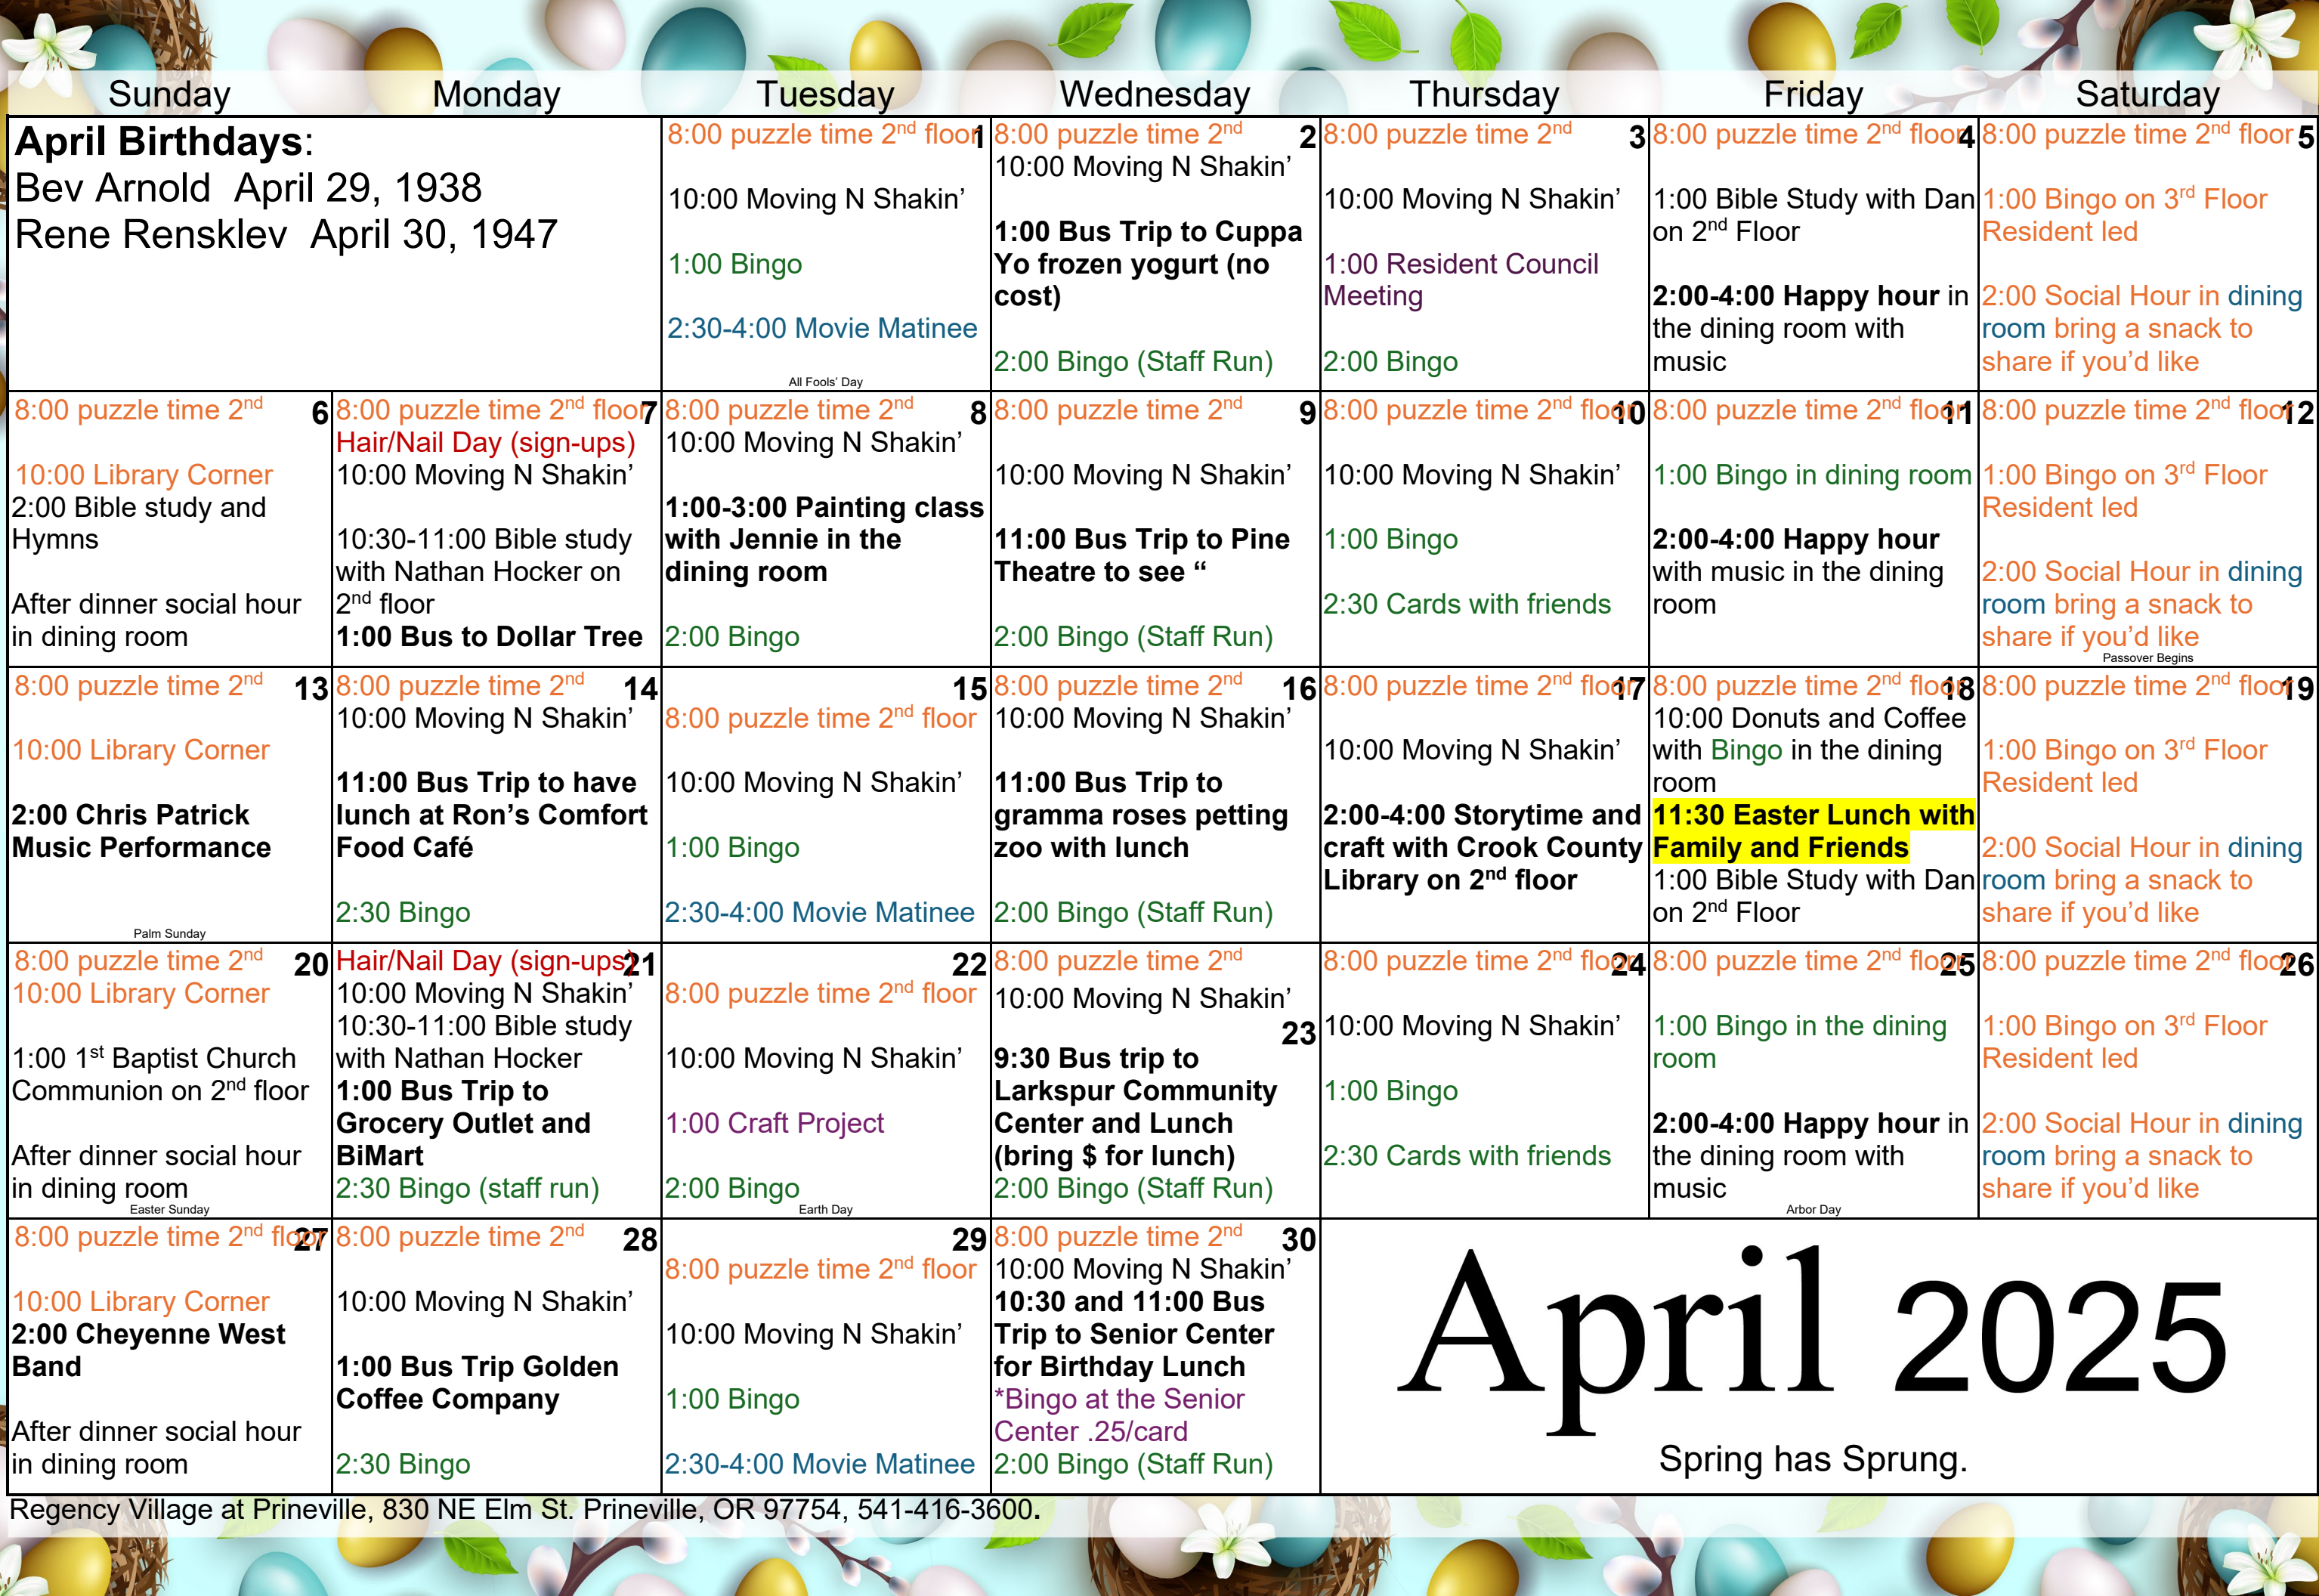 Sunday Monday Tuesday Wednesday Thursday Friday Saturday
April Birthdays:
Bev Arnold  April 29, 1938
Rene Rensklev  April 30, 1947
8:00 puzzle time 2nd floor 1
10:00 Moving N Shakin’
1:00 Bingo
2:30-4:00 Movie Matinee
All Fools’ Day
8:00 puzzle time 2nd 2
10:00 Moving N Shakin’
1:00 Bus Trip to Cuppa
Yo frozen yogurt (no
cost)
2:00 Bingo (Staff Run)
8:00 puzzle time 2nd 3
10:00 Moving N Shakin’
1:00 Resident Council
Meeting
2:00 Bingo
8:00 puzzle time 2nd floor 4
1:00 Bible Study with Dan
on 2nd Floor
2:00-4:00 Happy hour in
the dining room with
music
8:00 puzzle time 2nd floor 5
1:00 Bingo on 3rd Floor
Resident led
2:00 Social Hour in dining
room bring a snack to
share if you’d like
8:00 puzzle time 2nd 6
10:00 Library Corner
2:00 Bible study and
Hymns
After dinner social hour
in dining room
8:00 puzzle time 2nd floor 7
Hair/Nail Day (sign-ups)
10:00 Moving N Shakin’
10:30-11:00 Bible study
with Nathan Hocker on
2nd floor
1:00 Bus to Dollar Tree
8:00 puzzle time 2nd 8
10:00 Moving N Shakin’
1:00-3:00 Painting class
with Jennie in the
dining room
2:00 Bingo
8:00 puzzle time 2nd 9
10:00 Moving N Shakin’
11:00 Bus Trip to Pine
Theatre to see “
2:00 Bingo (Staff Run)
8:00 puzzle time 2nd floor 10
10:00 Moving N Shakin’
1:00 Bingo
2:30 Cards with friends
8:00 puzzle time 2nd floor 11
1:00 Bingo in dining room
2:00-4:00 Happy hour
with music in the dining
room
8:00 puzzle time 2nd floor 12
1:00 Bingo on 3rd Floor
Resident led
2:00 Social Hour in dining
room bring a snack to
share if you’d like
Passover Begins
8:00 puzzle time 2nd 13
10:00 Library Corner
2:00 Chris Patrick
Music Performance
Palm Sunday
8:00 puzzle time 2nd 14
10:00 Moving N Shakin’
11:00 Bus Trip to have
lunch at Ron’s Comfort
Food Café
2:30 Bingo
15
8:00 puzzle time 2nd floor
10:00 Moving N Shakin’
1:00 Bingo
2:30-4:00 Movie Matinee
8:00 puzzle time 2nd 16
10:00 Moving N Shakin’
11:00 Bus Trip to
gramma roses petting
zoo with lunch
2:00 Bingo (Staff Run)
8:00 puzzle time 2nd floor 17
10:00 Moving N Shakin’
2:00-4:00 Storytime and
craft with Crook County
Library on 2nd floor
8:00 puzzle time 2nd floor 18
10:00 Donuts and Coffee
with Bingo in the dining
room
11:30 Easter Lunch with
Family and Friends
1:00 Bible Study with Dan
on 2nd Floor
8:00 puzzle time 2nd floor 19
1:00 Bingo on 3rd Floor
Resident led
2:00 Social Hour in dining
room bring a snack to
share if you’d like
8:00 puzzle time 2nd 20
10:00 Library Corner
1:00 1st Baptist Church
Communion on 2nd floor
After dinner social hour
in dining room
Easter Sunday
Hair/Nail Day (sign-ups) 21
10:00 Moving N Shakin’
10:30-11:00 Bible study
with Nathan Hocker
1:00 Bus Trip to
Grocery Outlet and
BiMart
2:30 Bingo (staff run)
22
8:00 puzzle time 2nd floor
10:00 Moving N Shakin’
1:00 Craft Project
2:00 Bingo
Earth Day
8:00 puzzle time 2nd
10:00 Moving N Shakin’
23
9:30 Bus trip to
Larkspur Community
Center and Lunch
(bring $ for lunch)
2:00 Bingo (Staff Run)
8:00 puzzle time 2nd floor 24
10:00 Moving N Shakin’
1:00 Bingo
2:30 Cards with friends
8:00 puzzle time 2nd floor 25
1:00 Bingo in the dining
room
2:00-4:00 Happy hour in
the dining room with
music
Arbor Day
8:00 puzzle time 2nd floor 26
1:00 Bingo on 3rd Floor
Resident led
2:00 Social Hour in dining
room bring a snack to
share if you’d like
8:00 puzzle time 2nd floor 27
10:00 Library Corner
2:00 Cheyenne West
Band
After dinner social hour
in dining room
8:00 puzzle time 2nd 28
10:00 Moving N Shakin’
1:00 Bus Trip Golden
Coffee Company
2:30 Bingo
29
8:00 puzzle time 2nd floor
10:00 Moving N Shakin’
1:00 Bingo
2:30-4:00 Movie Matinee
8:00 puzzle time 2nd 30
10:00 Moving N Shakin’
10:30 and 11:00 Bus
Trip to Senior Center
for Birthday Lunch
*Bingo at the Senior
Center .25/card
2:00 Bingo (Staff Run)
April 2025
Spring has Sprung.
Regency Village at Prineville, 830 NE Elm St. Prineville, OR 97754, 541-416-3600.